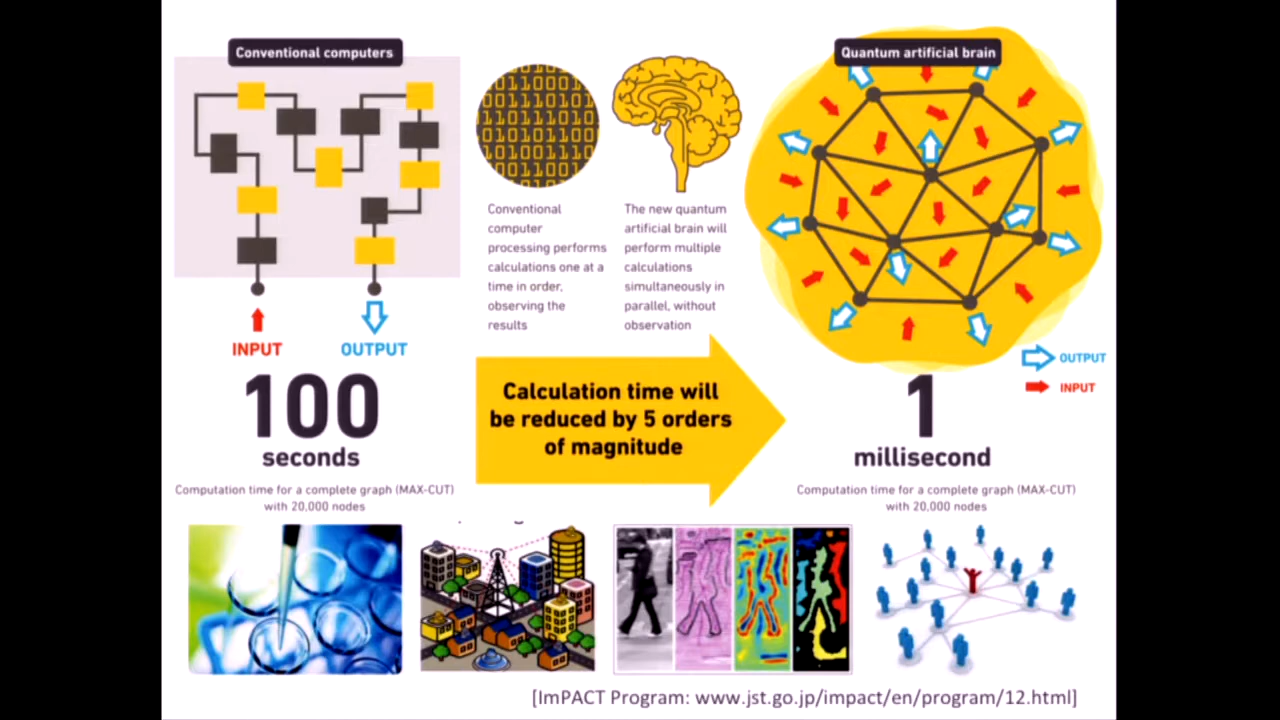 Conventional computers
Quantum artificial brain
Conventional
computer
processing performs
calculations one at a
time in order,
observing the
results
The new quantum
artificial brain will
perform multiple
calculations
simultaneously in
parallel, without
observation
INPUT
OUTPUT
OUTPUT
INPUT
100
seconds
Computation time for a complete graph (MAX-CUT)
with 20,000 nodes
Calculation time will
be reduced by 5 orders
of magnitude
1
millisecond
Computation time for a complete graph (MAX-CUT)
with 20,000 nodes
[ImPACT Program: www.jst.go.jp/impact/en/program/12.html]